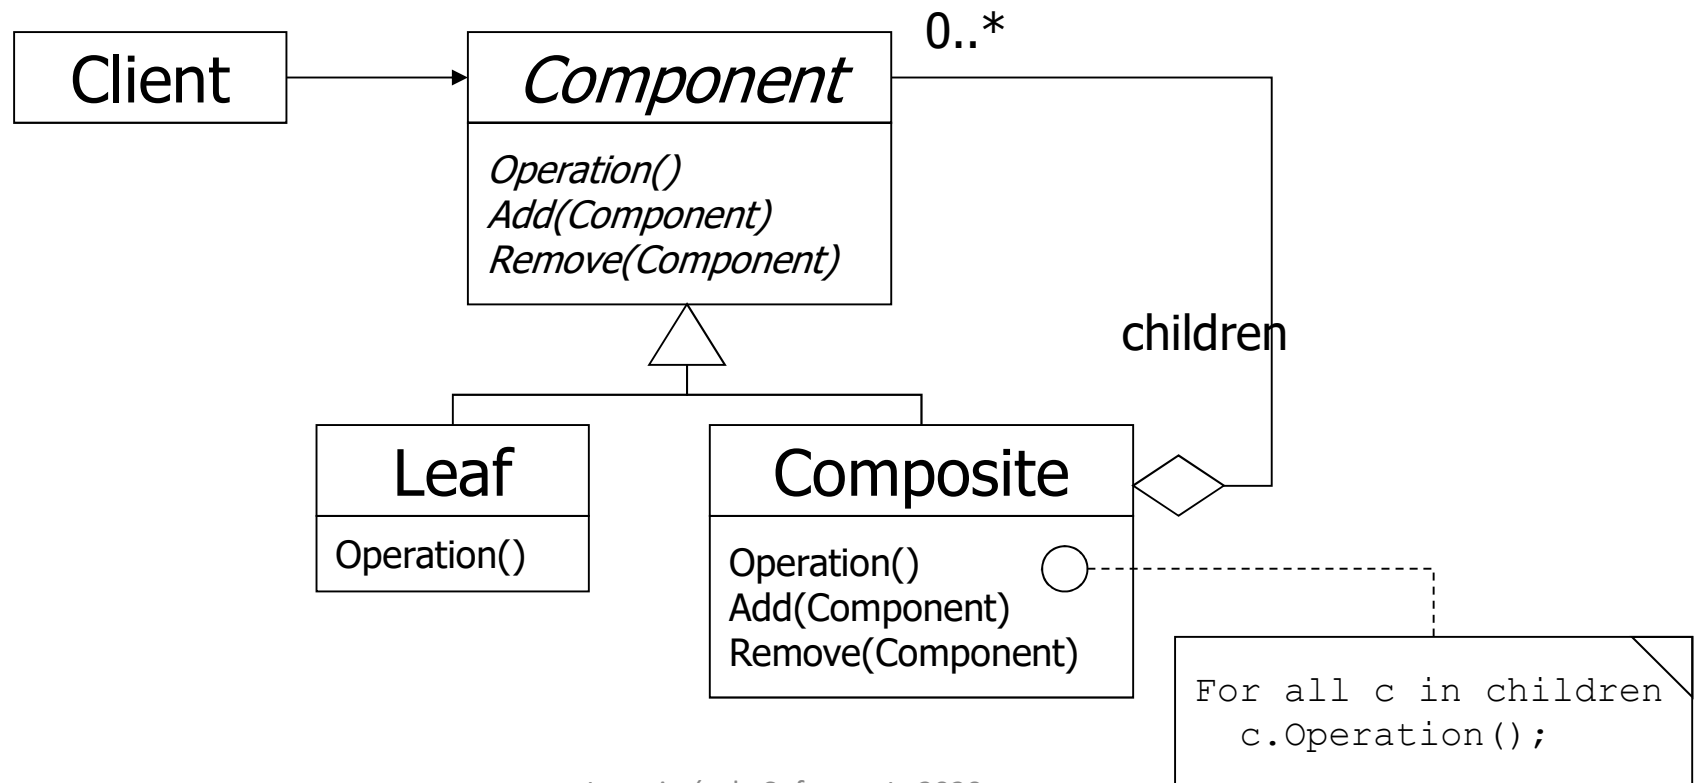 0..*
Client
Component
Operation()
Add(Component)
Remove(Component)
children
Leaf
Operation()
Composite
Operation()
Add(Component)
Remove(Component)
For all c in children
c.Operation();